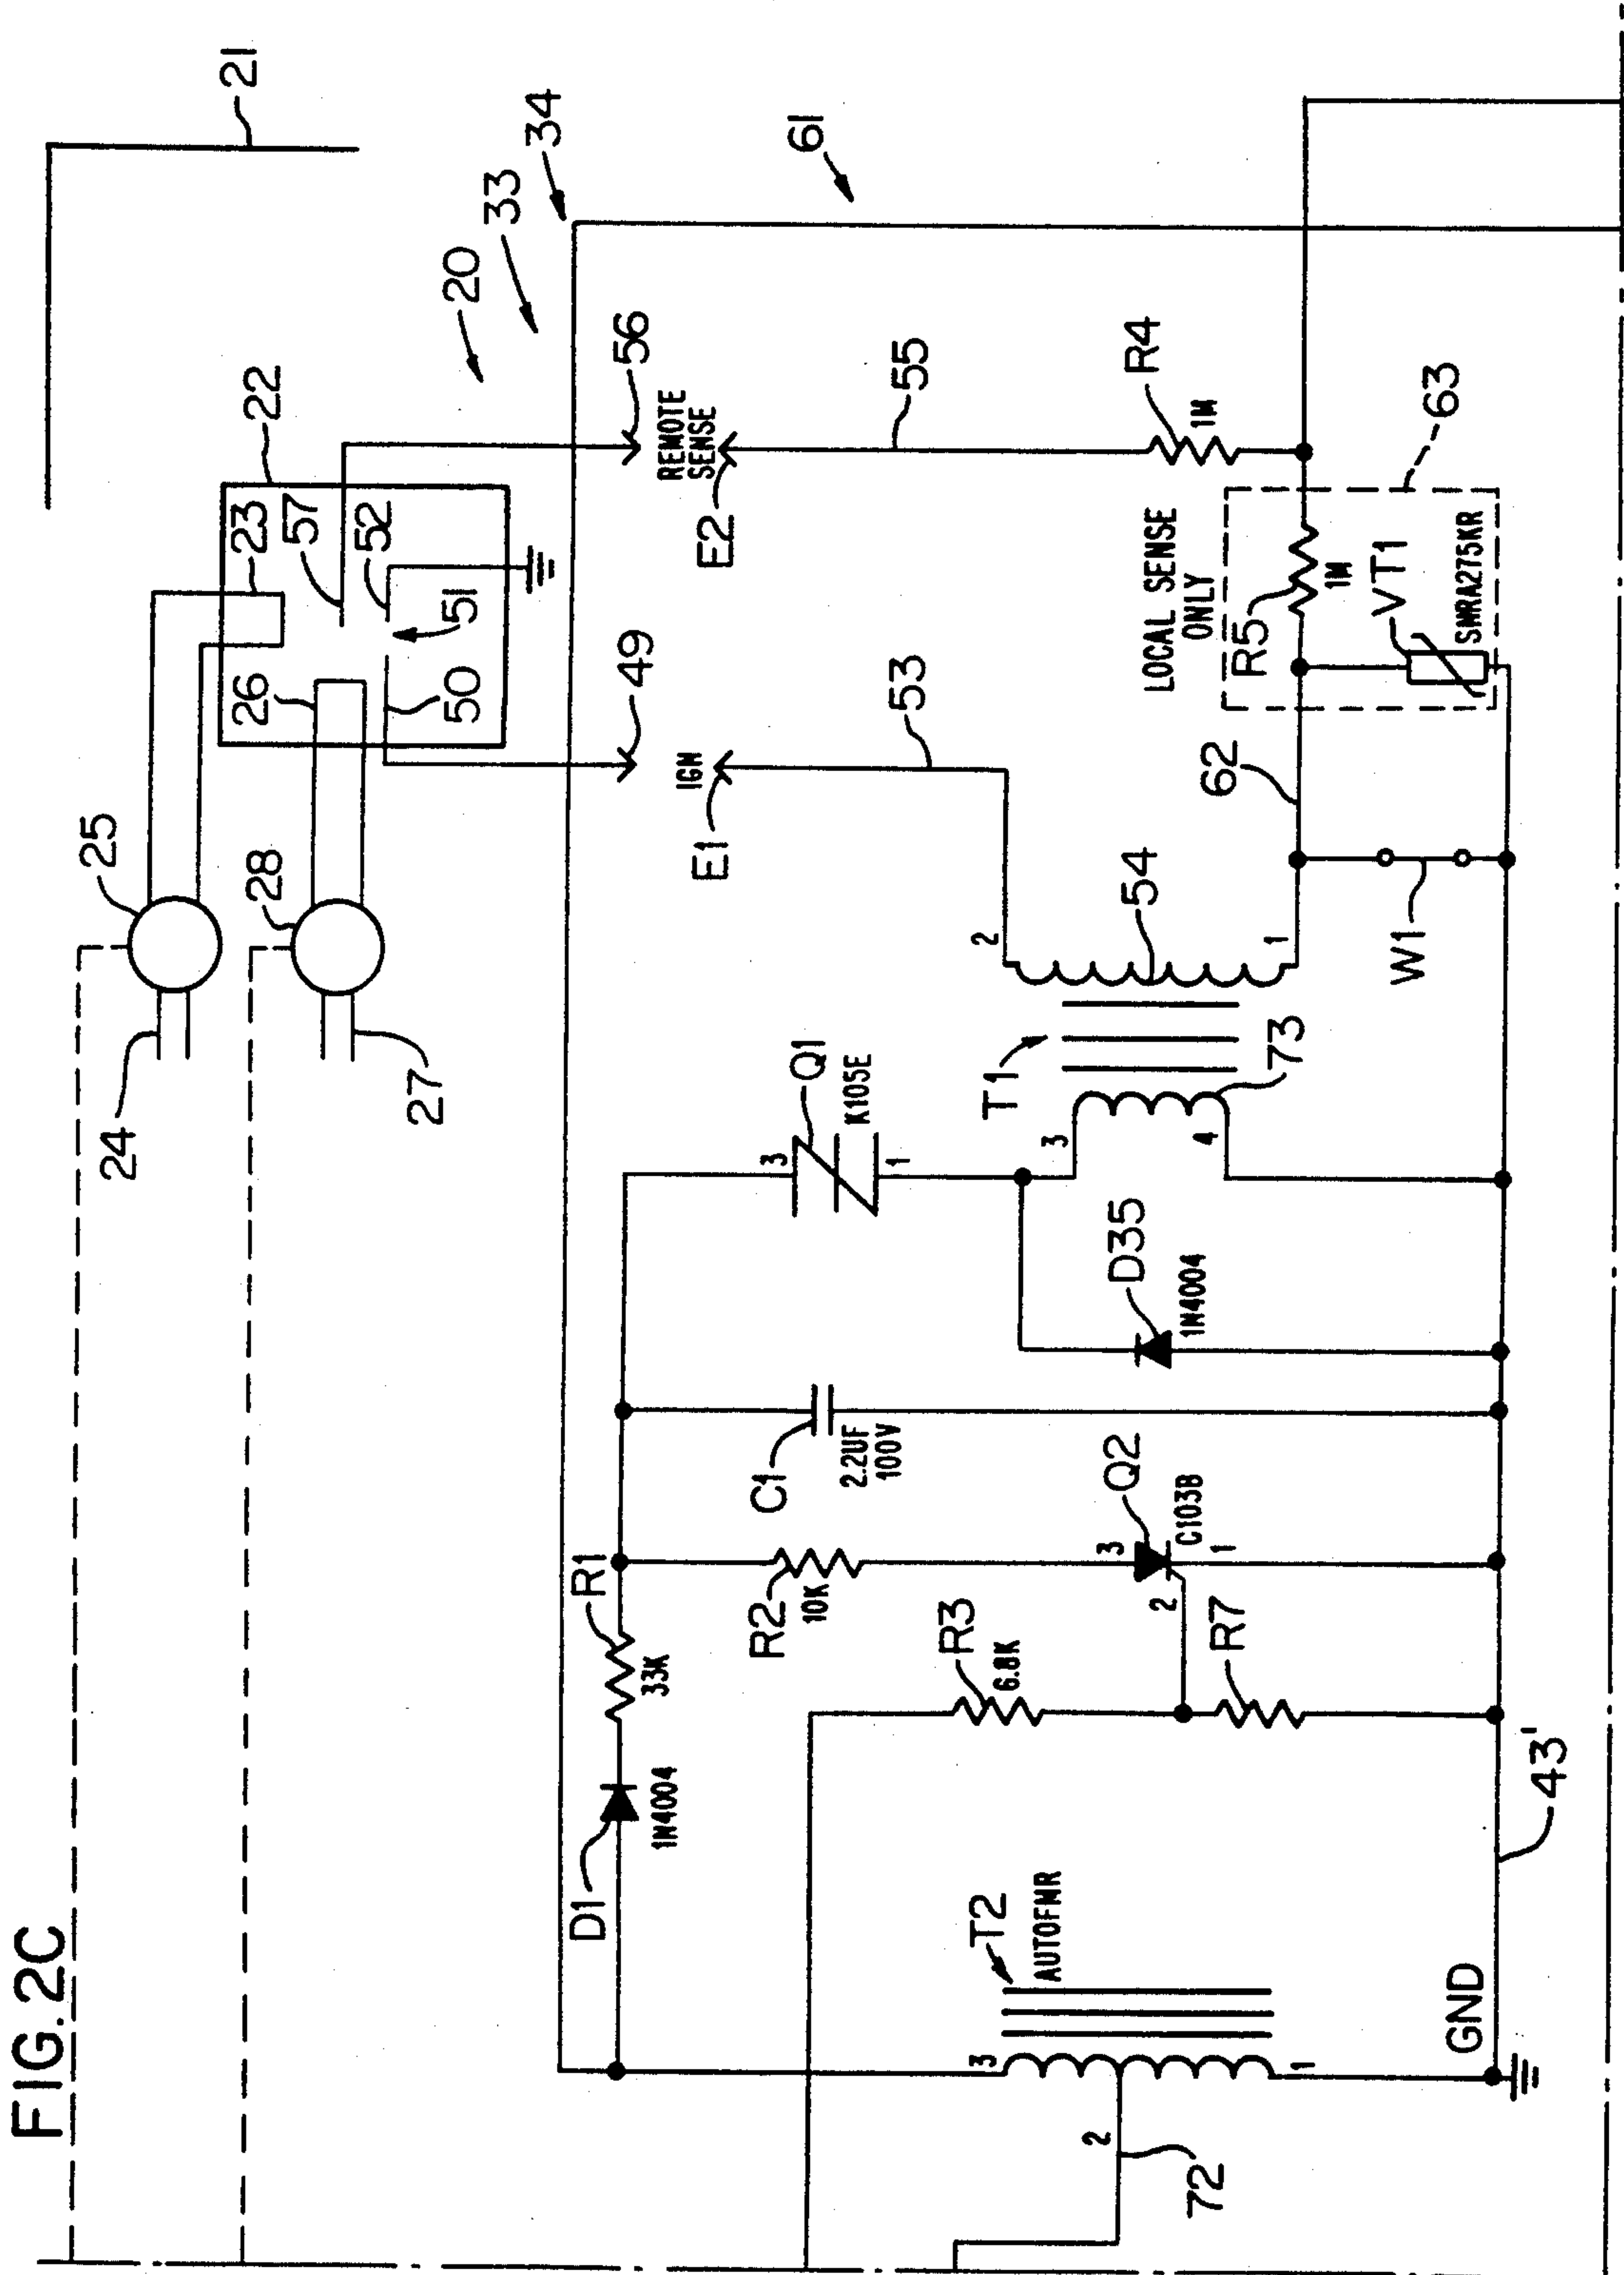 FIG.2C
21
34
33
61
20
22
23
57
52
51
26
50
25
28
24
27
56
REMOTE
SENSE
E2
55
R4
1M
63
49
IGN
E1
53
LOCAL SENSE
ONLY
R5
1M
VT1
SMRA275KR
62
2
54
1
W1
T1
3
4
73
Q1
K105E
3
1
D35
1N4004
C1
2.2UF
100V
R1
33K
R2
10K
Q2
C103B
3
2
1
R3
6.8K
R7
D1
1N4004
T2
AUTOFMR
3
2
1
72
GND
43'